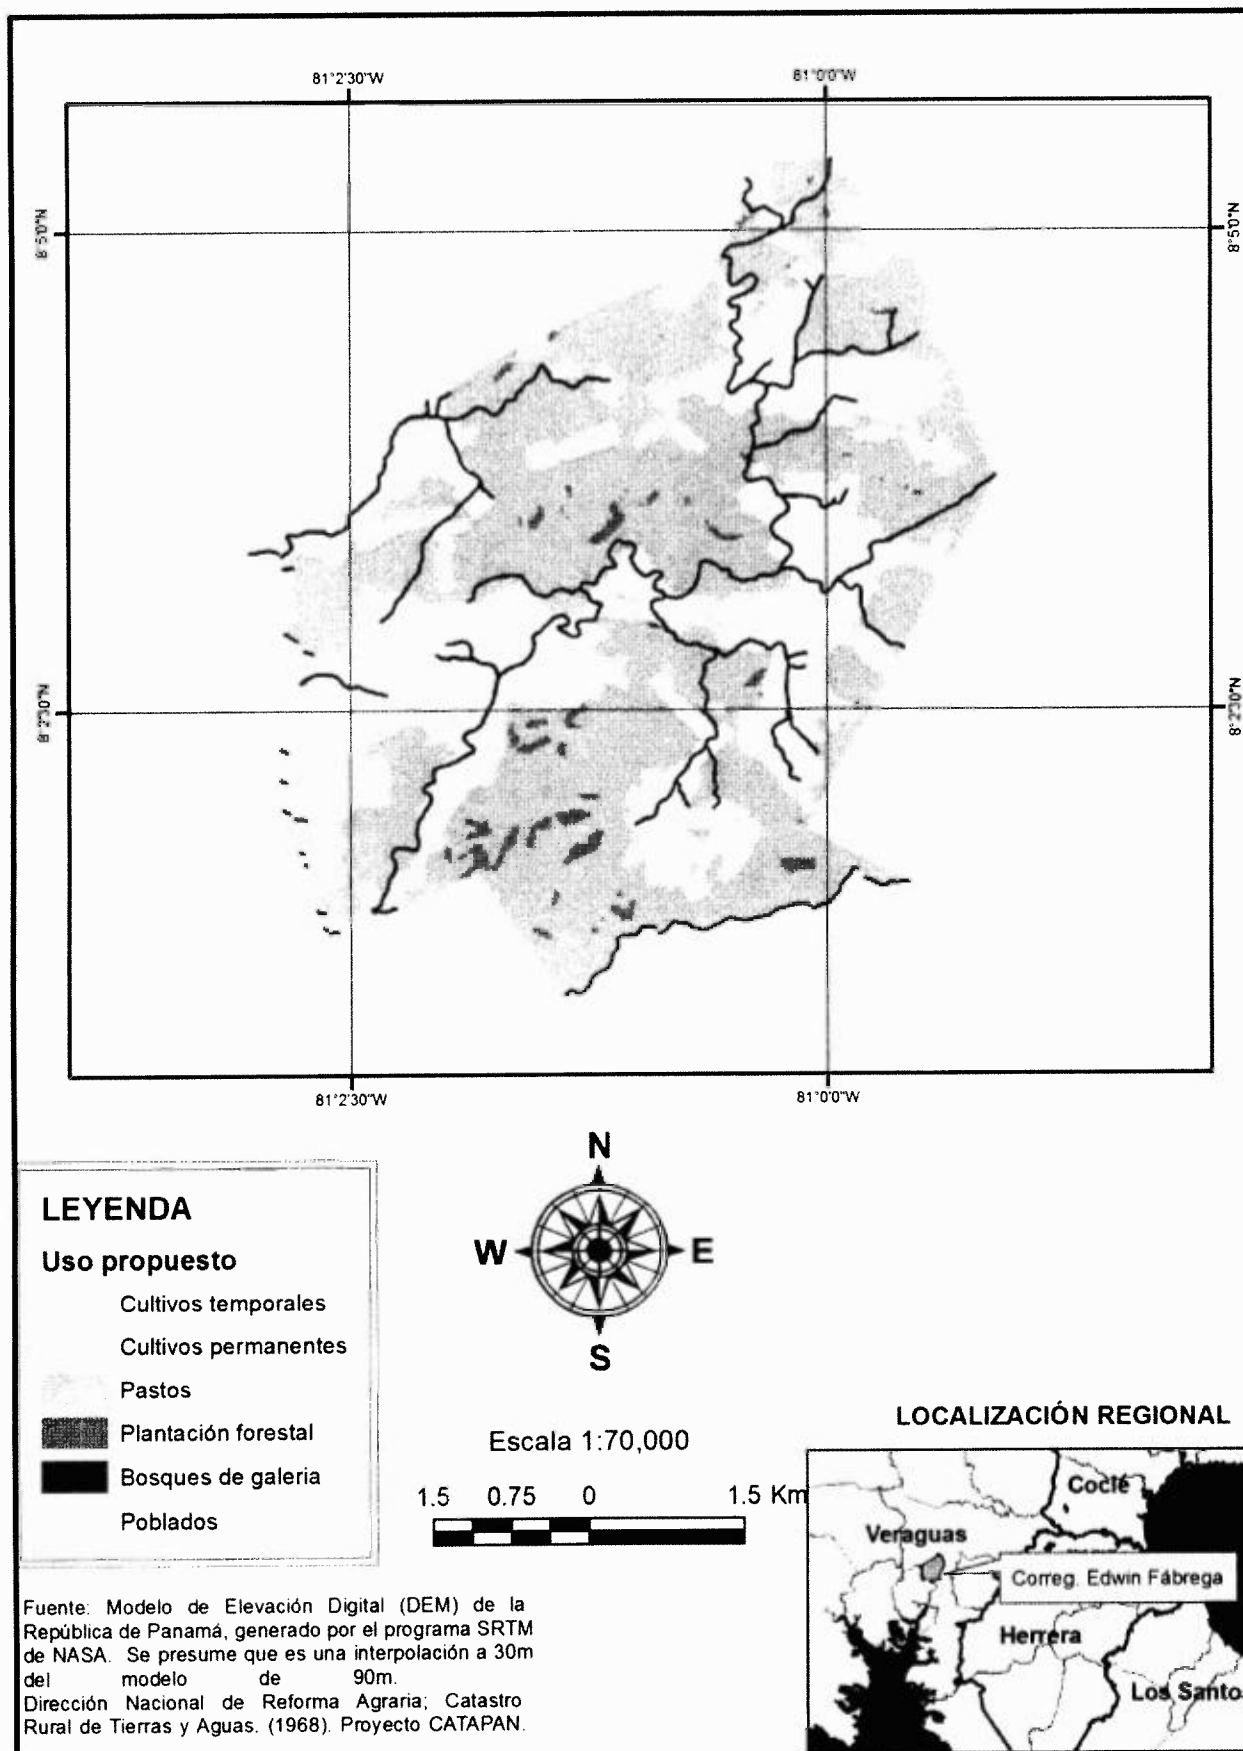 81°2'30"W 81°0'0"W
8°5'0"N 8°5'0"N
8°2'30"N 8°2'30"N
81°2'30"W 81°0'0"W
LEYENDA
Uso propuesto
Cultivos temporales
Cultivos permanentes
Pastos
Plantación forestal
Bosques de galeria
Poblados
N
W E
S
Escala 1:70,000
1.5 0.75 0 1.5 Km
LOCALIZACIÓN REGIONAL
Coclé
Veraguas
Correg. Edwin Fábrega
Herrera
Los Santo
Fuente: Modelo de Elevación Digital (DEM) de la
República de Panamá, generado por el programa SRTM
de NASA. Se presume que es una interpolación a 30m
del modelo de 90m.
Dirección Nacional de Reforma Agraria; Catastro
Rural de Tierras y Aguas. (1968). Proyecto CATAPAN.